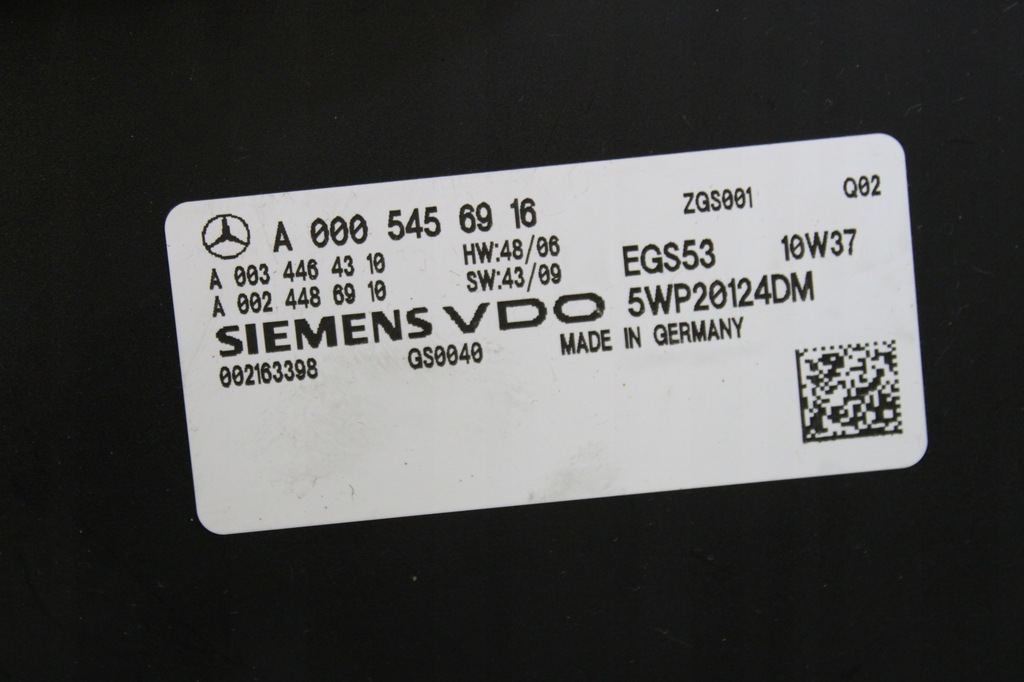 A 000 545 69 16 ZGS001 Q02
A 003 446 43 10 HW:48/06 EGS53 10W37
A 002 448 69 10 SW:43/09
SIEMENS VDO 5WP20124DM
002163398 GS0040 MADE IN GERMANY